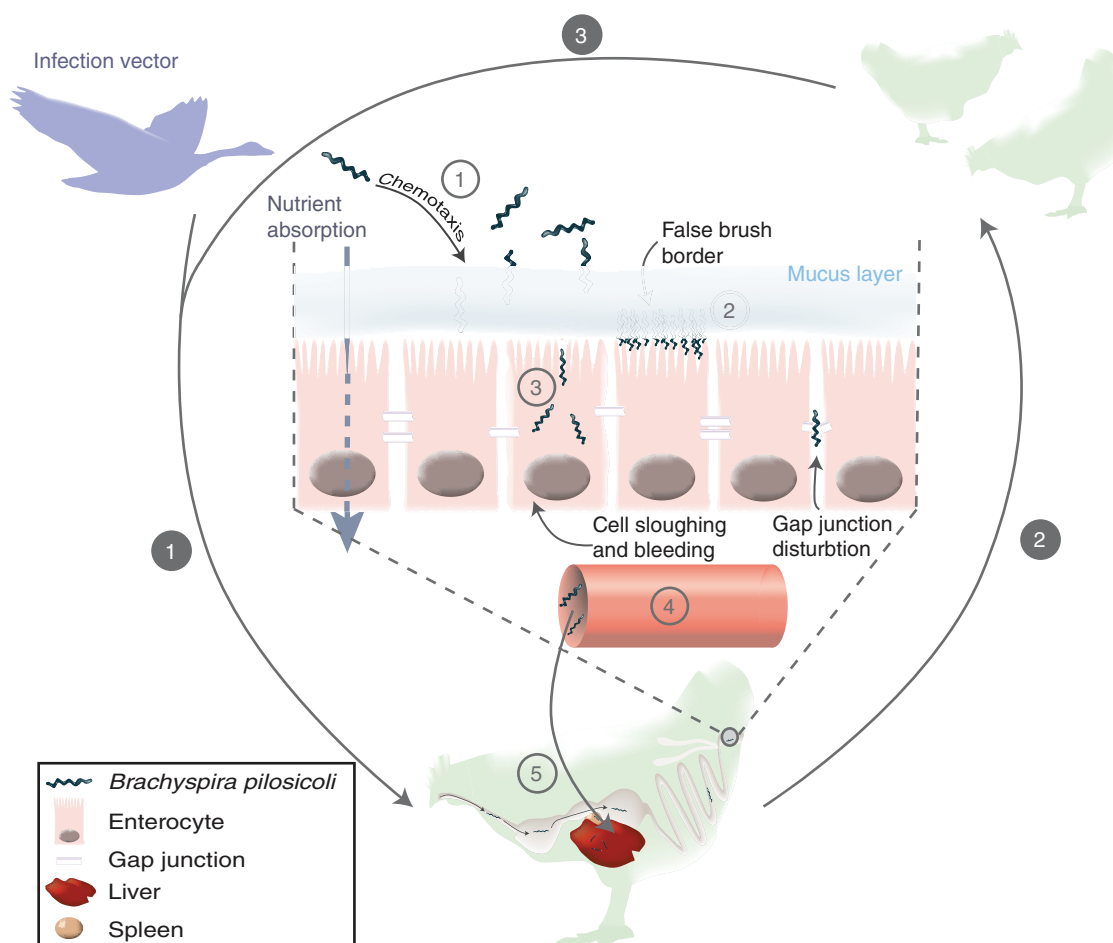 3
Infection vector
1
Chemotaxis
Nutrient
absorption
False brush
border
Mucus layer
2
3
Cell sloughing
and bleeding
Gap junction
disturbtion
1
2
4
5
Brachyspira pilosicoli
Enterocyte
Gap junction
Liver
Spleen